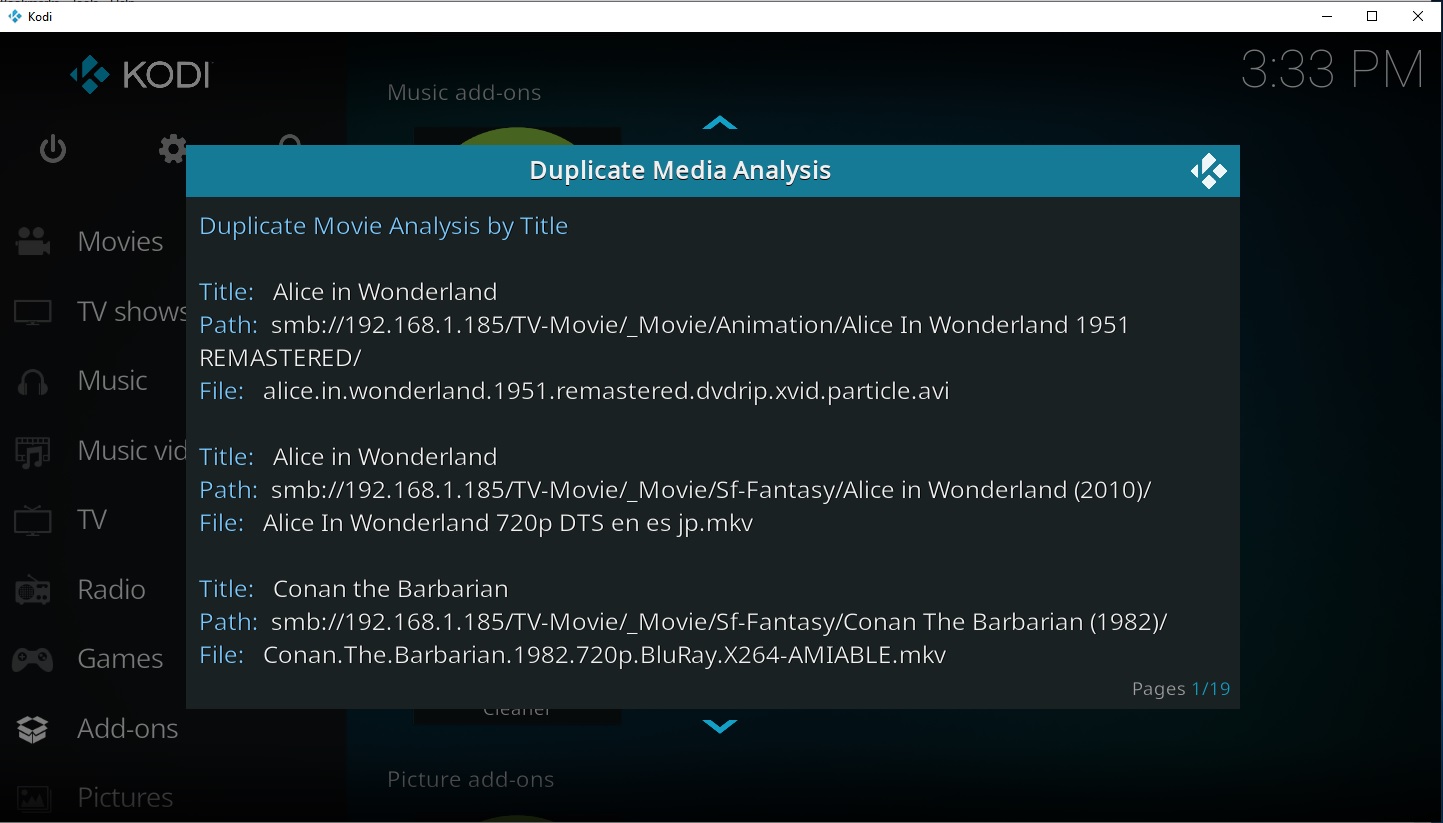 Kodi
KODI
3:33 PM
Music add-ons
Duplicate Media Analysis
Duplicate Movie Analysis by Title
Title: Alice in Wonderland
Path: smb://192.168.1.185/TV-Movie/_Movie/Animation/Alice In Wonderland 1951
REMASTERED/
File: alice.in.wonderland.1951.remastered.dvdrip.xvid.particle.avi
Title: Alice in Wonderland
Path: smb://192.168.1.185/TV-Movie/_Movie/Sf-Fantasy/Alice in Wonderland (2010)/
File: Alice In Wonderland 720p DTS en es jp.mkv
Title: Conan the Barbarian
Path: smb://192.168.1.185/TV-Movie/_Movie/Sf-Fantasy/Conan The Barbarian (1982)/
File: Conan.The.Barbarian.1982.720p.BluRay.X264-AMIABLE.mkv
Pages 1/19
Movies
TV shows
Music
Music vid
TV
Radio
Games
Add-ons
Pictures
Cleaner
Picture add-ons